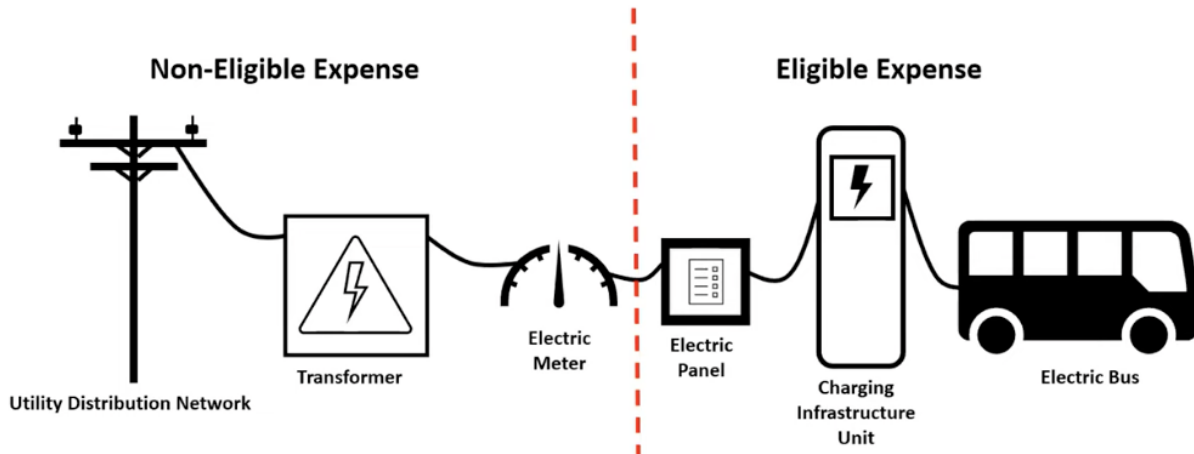 Non-Eligible Expense
Eligible Expense
Utility Distribution Network
Transformer
Electric
Meter
Electric
Panel
Charging
Infrastructure
Unit
Electric Bus